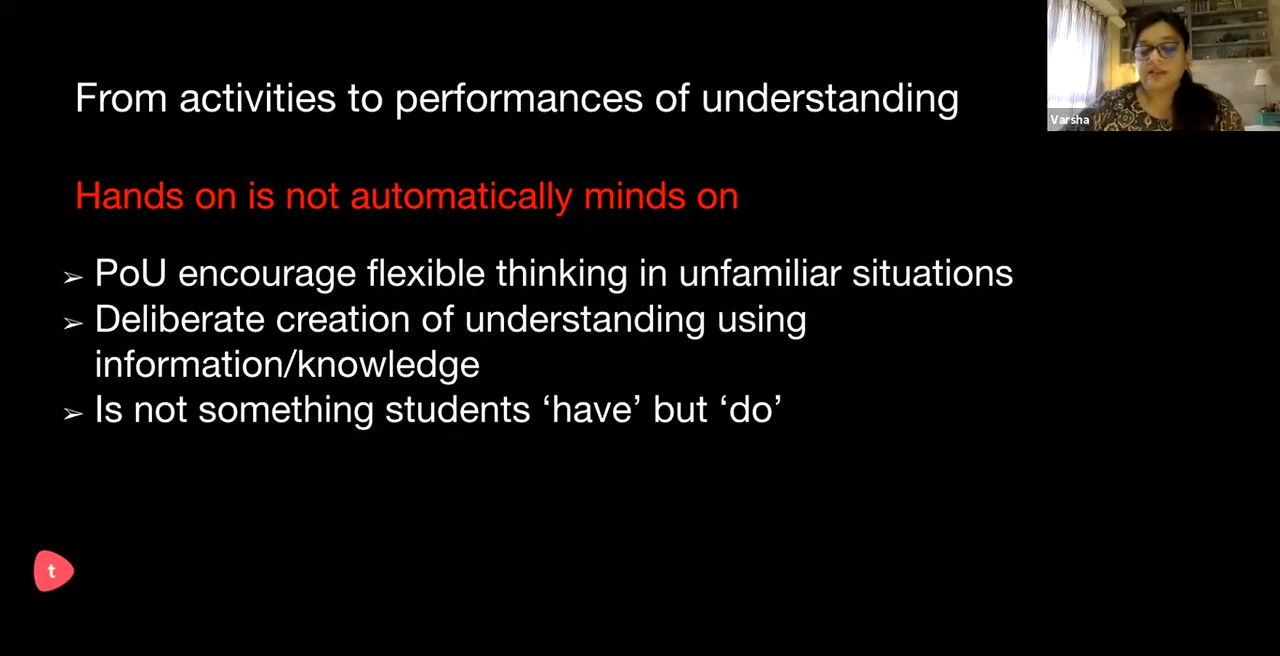 From activities to performances of understanding
Varsha
Hands on is not automatically minds on
➢ PoU encourage flexible thinking in unfamiliar situations
➢ Deliberate creation of understanding using
information/knowledge
➢ Is not something students ‘have’ but ‘do’
t